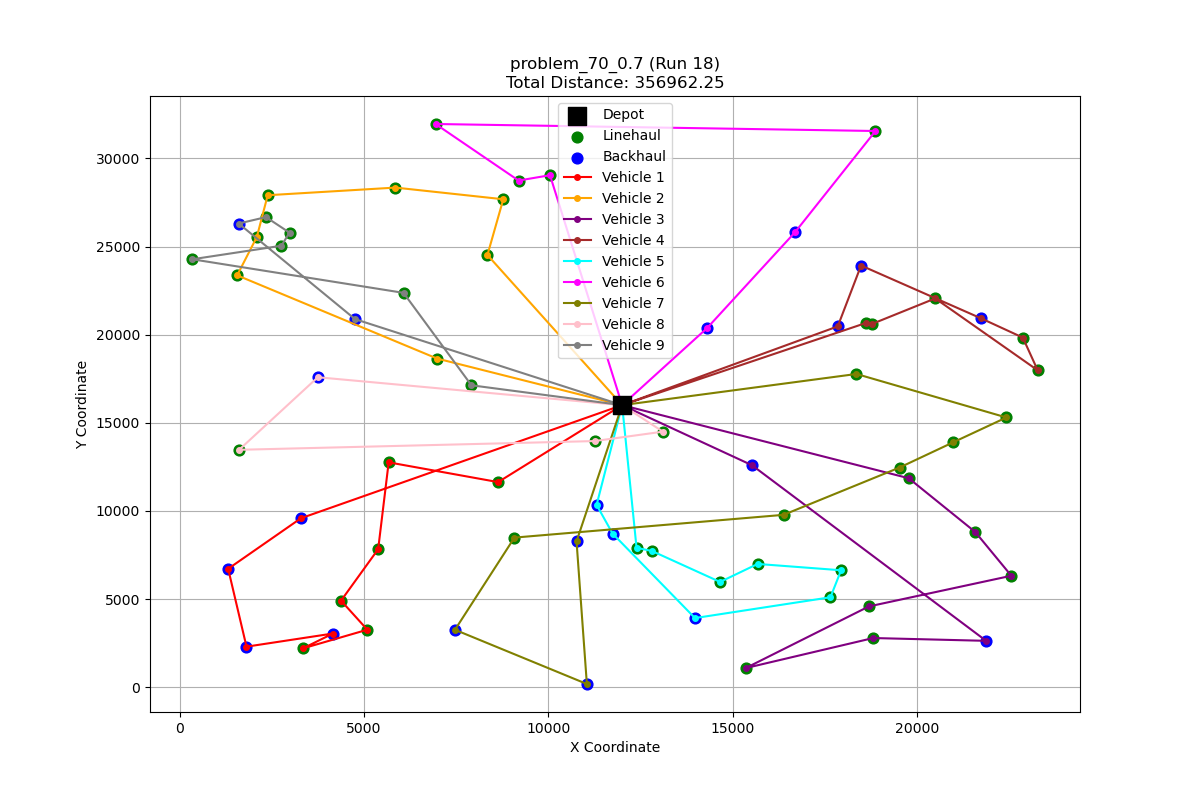 problem_70_0.7 (Run 18)
Total Distance: 356962.25
Depot
Linehaul
Backhaul
Vehicle 1
Vehicle 2
Vehicle 3
Vehicle 4
Vehicle 5
Vehicle 6
Vehicle 7
Vehicle 8
Vehicle 9
Y Coordinate
30000
25000
20000
15000
10000
5000
0
0 5000 10000 15000 20000
X Coordinate